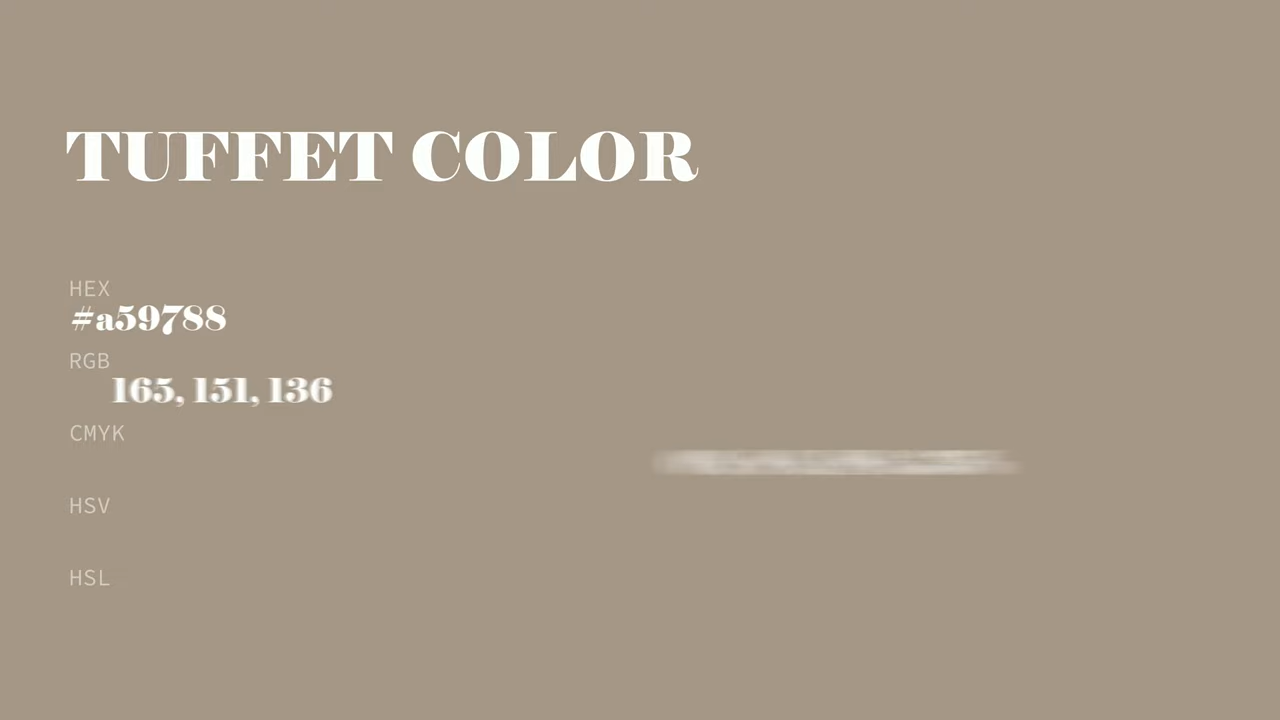 TUFFET COLOR
HEX
#a59788
RGB
165, 151, 136
CMYK
HSV
HSL